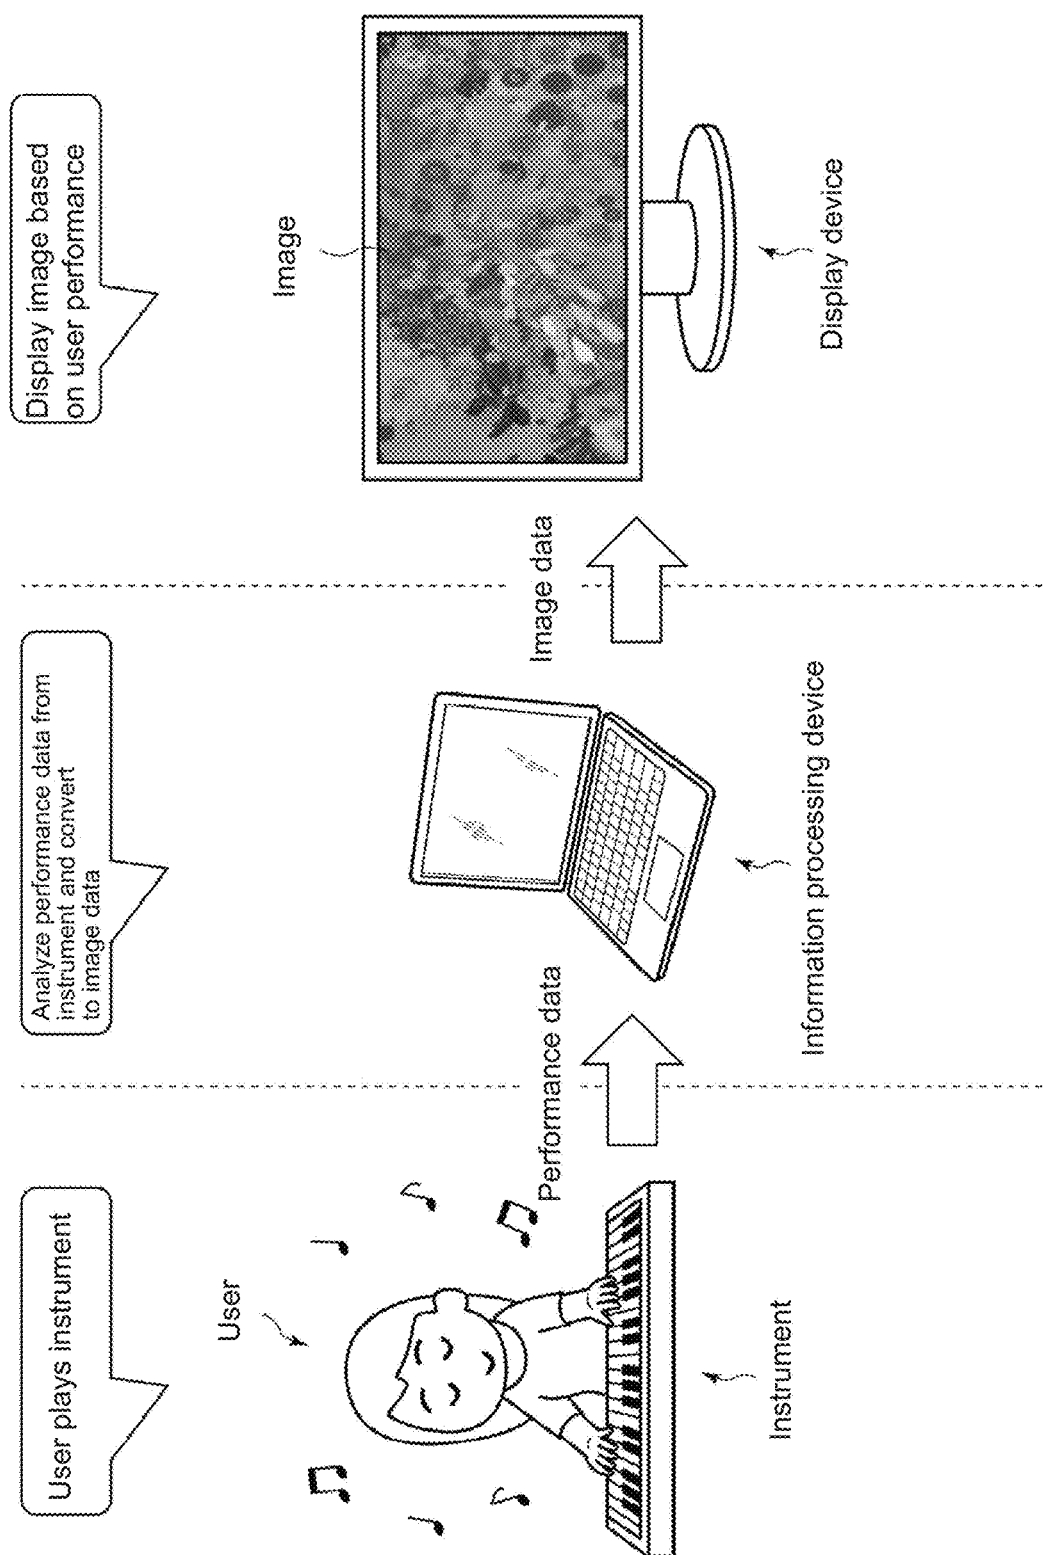 User plays instrument
User
Instrument
Performance data
Analyze performance data from
instrument and convert
to image data
Information processing device
Image data
Display image based
on user performance
Image
Display device